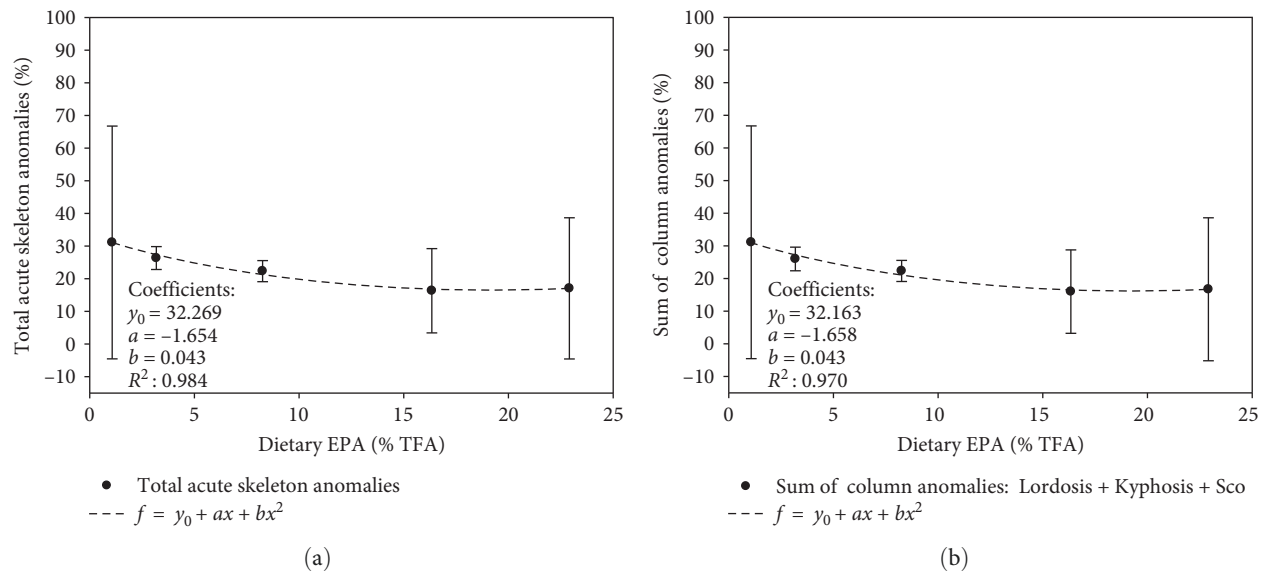 100
90
80
70
60
50
40
30
20
10
0
–10
Total acute skeleton anomalies (%)
Coefficients:
y0 = 32.269
a = –1.654
b = 0.043
R2 : 0.984
0 5 10 15 20 25
Dietary EPA (% TFA)
Total acute skeleton anomalies
f = y0 + ax + bx2
(a)
100
90
80
70
60
50
40
30
20
10
0
–10
Sum of column anomalies (%)
Coefficients:
y0 = 32.163
a = –1.658
b = 0.043
R2 : 0.970
0 5 10 15 20 25
Dietary EPA (% TFA)
Sum of column anomalies: Lordosis + Kyphosis + Sco
f = y0 + ax + bx2
(b)